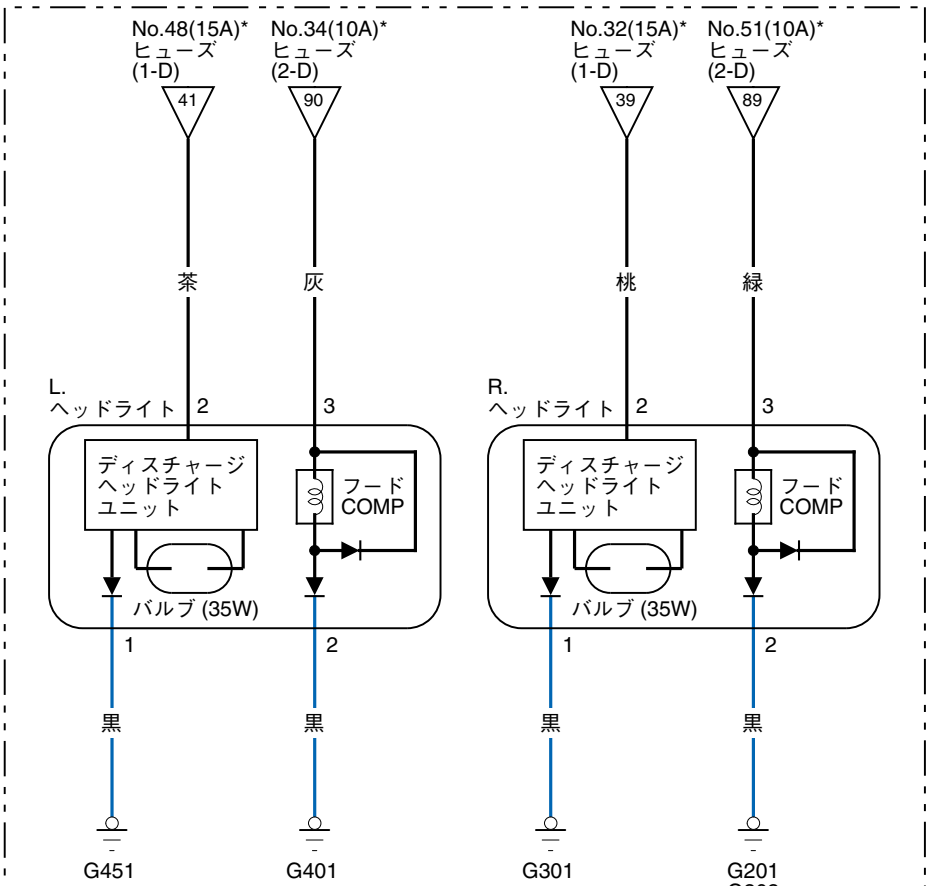 No.48(15A)*
ヒューズ
(1-D)
No.34(10A)*
ヒューズ
(2-D)
No.32(15A)*
ヒューズ
(1-D)
No.51(10A)*
ヒューズ
(2-D)
41
90
39
89
茶
灰
桃
緑
L.
ヘッドライト
2
3
R.
ヘッドライト
2
3
ディスチャージ
ヘッドライト
ユニット
フード
COMP
バルブ (35W)
ディスチャージ
ヘッドライト
ユニット
フード
COMP
バルブ (35W)
1
2
1
2
黒
黒
黒
黒
G451
G401
G301
G201